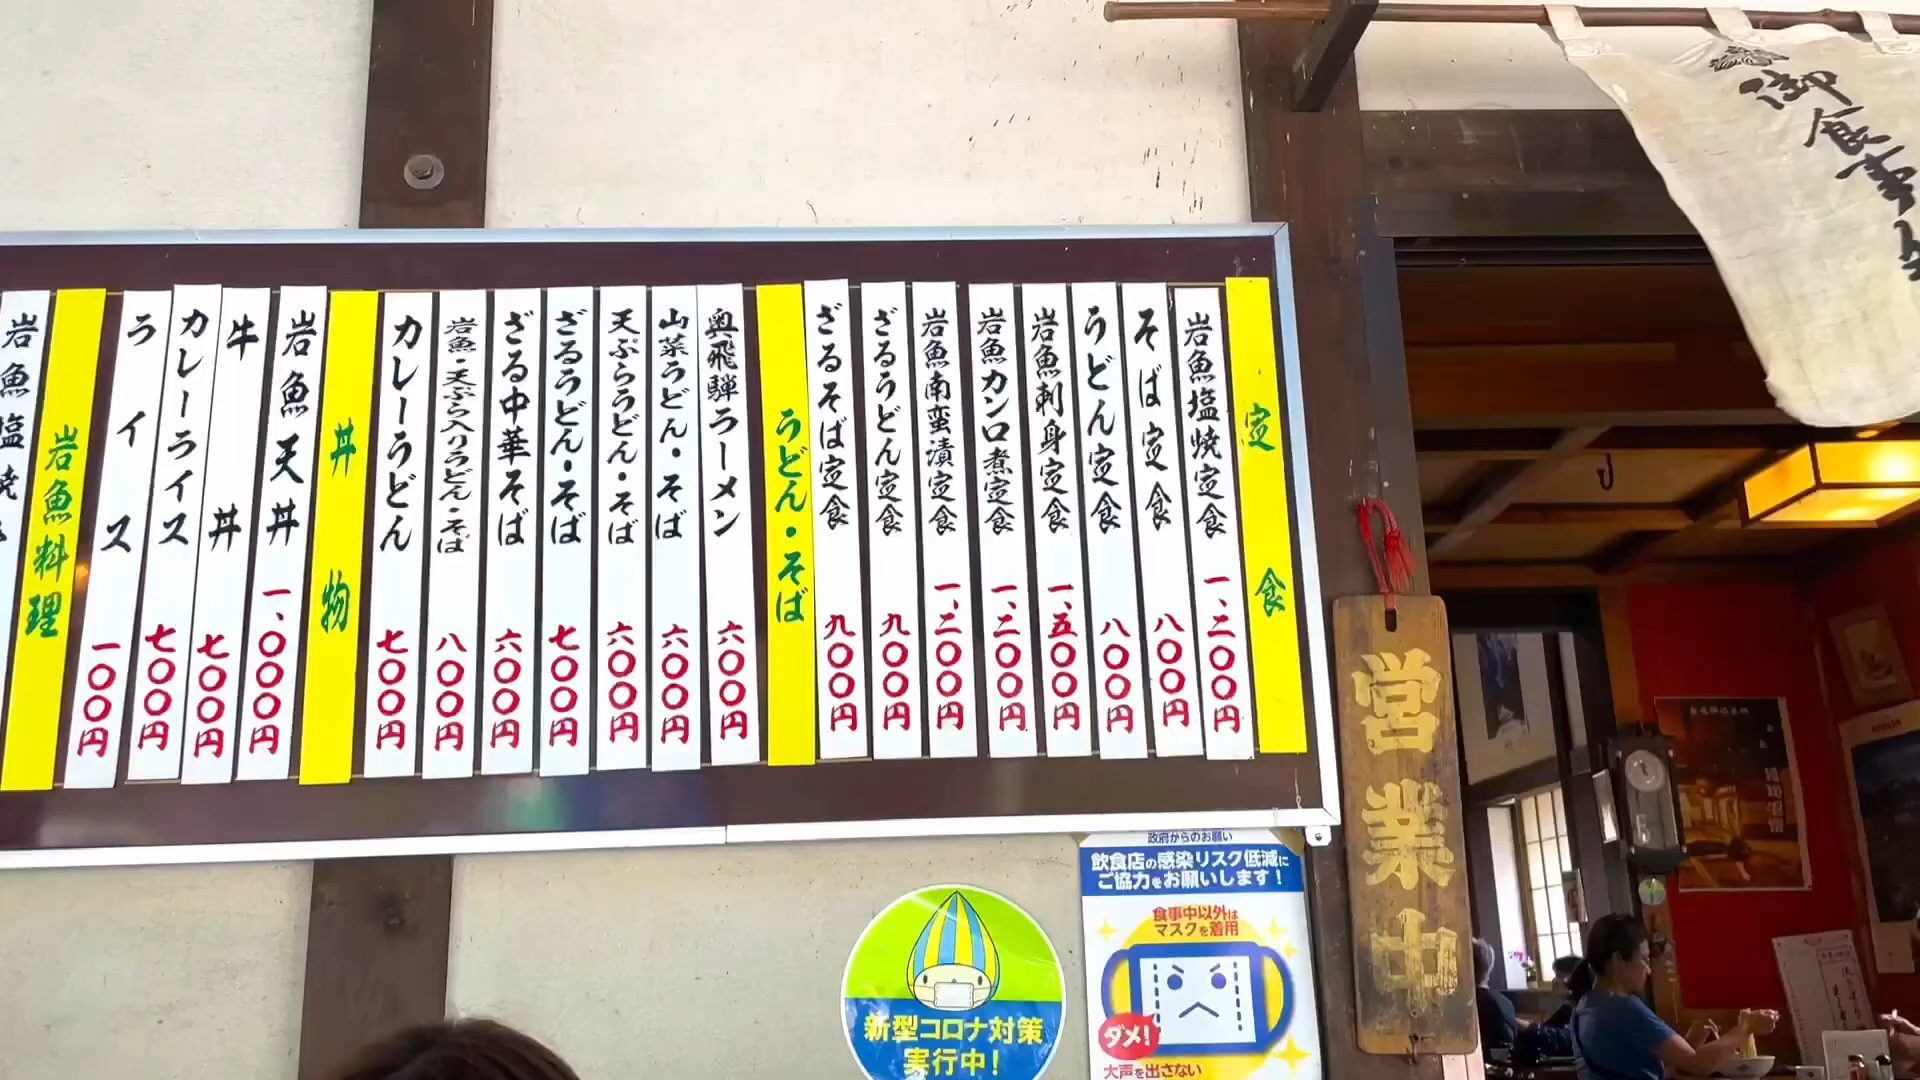 定食
岩魚塩焼定食 一、二〇〇円
そば定食 八〇〇円
うどん定食 八〇〇円
岩魚刺身定食 一、五〇〇円
岩魚カンロ煮定食 一、二〇〇円
岩魚南蛮漬定食 一、二〇〇円
ざるうどん定食 九〇〇円
ざるそば定食 九〇〇円
うどん・そば
奥飛騨ラーメン 六〇〇円
山菜うどん・そば 六〇〇円
天ぷらうどん・そば 六〇〇円
ざるうどん・そば 七〇〇円
ざる中華そば 六〇〇円
岩魚・天ぷら入りうどん・そば 八〇〇円
カレーうどん 七〇〇円
丼物
岩魚天丼 一、〇〇〇円
牛丼 七〇〇円
カレーライス 七〇〇円
ライス 一〇〇円
岩魚料理
岩魚塩焼
御食事
営業中
新型コロナ対策
実行中!
政府からのお願い
飲食店の感染リスク低減に
ご協力をお願いします!
食事中以外は
マスクを着用
ダメ!
大声を出さない